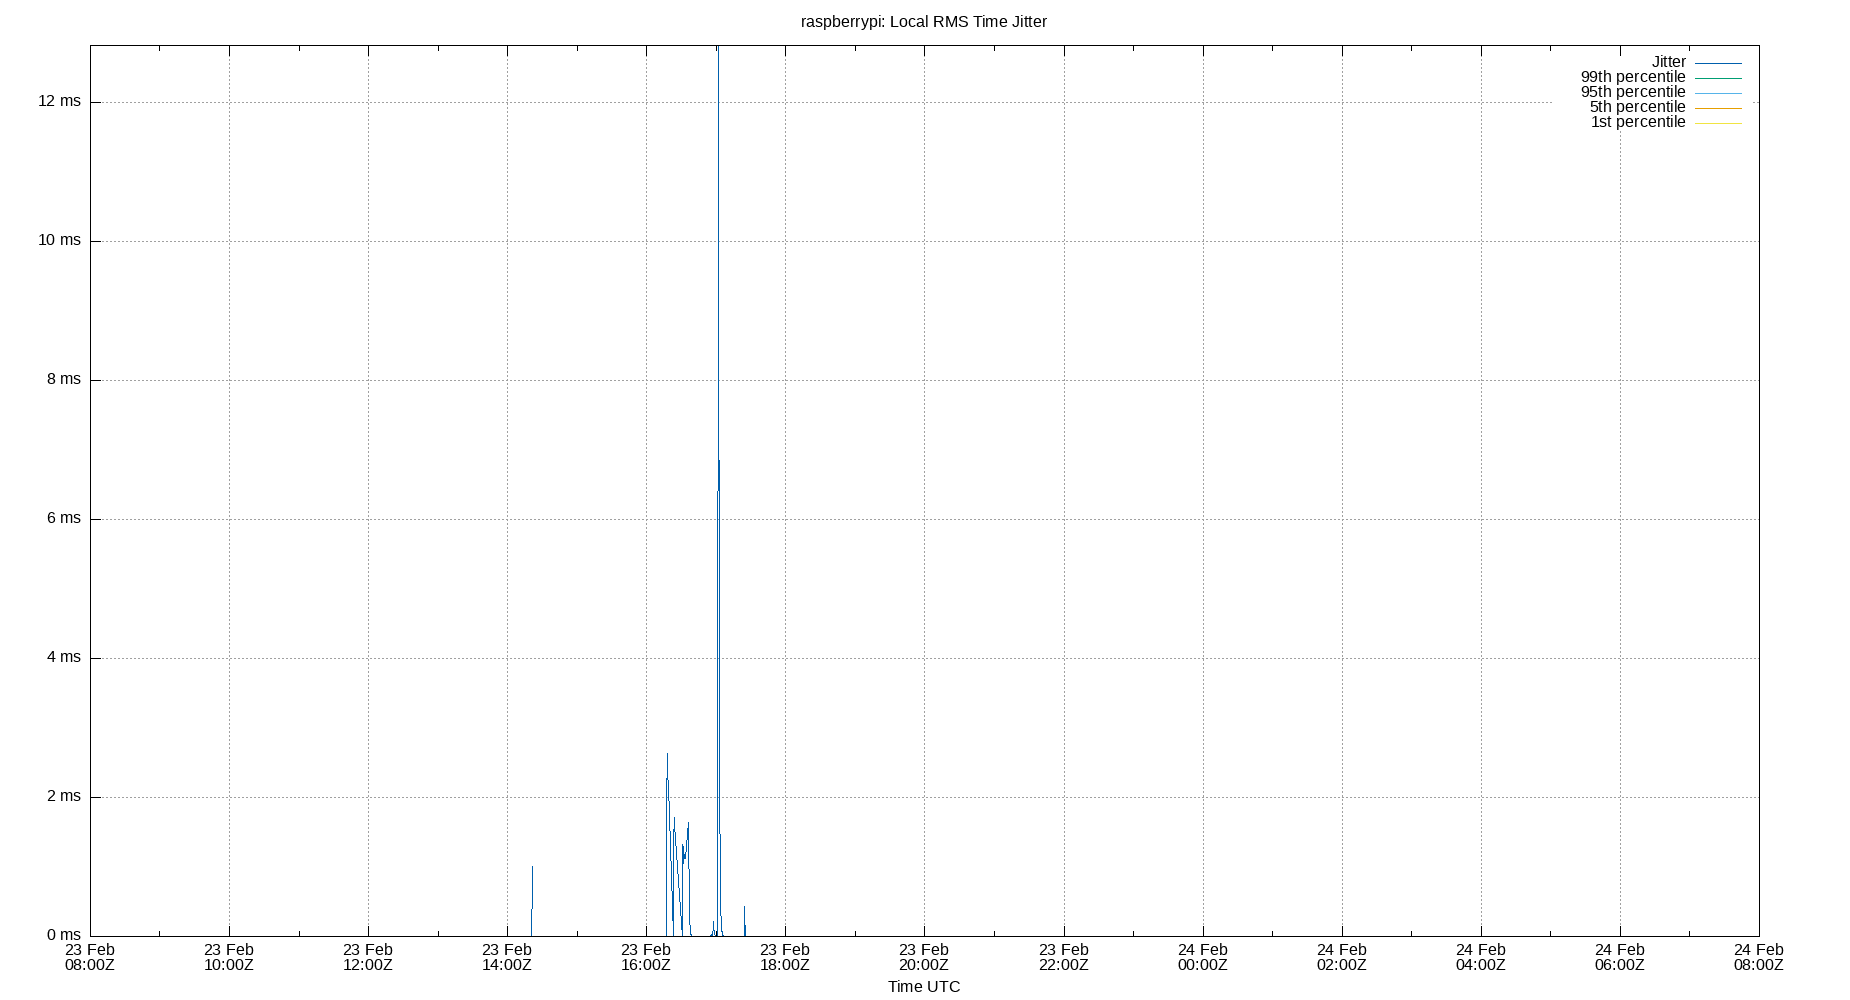 raspberrypi: Local RMS Time Jitter
Jitter
99th percentile
95th percentile
5th percentile
1st percentile
12 ms
10 ms
8 ms
6 ms
4 ms
2 ms
0 ms
23 Feb 23 Feb 23 Feb 23 Feb 23 Feb 23 Feb 23 Feb 23 Feb 24 Feb 24 Feb 24 Feb 24 Feb 24 Feb
08:00Z 10:00Z 12:00Z 14:00Z 16:00Z 18:00Z 20:00Z 22:00Z 00:00Z 02:00Z 04:00Z 06:00Z 08:00Z
Time UTC